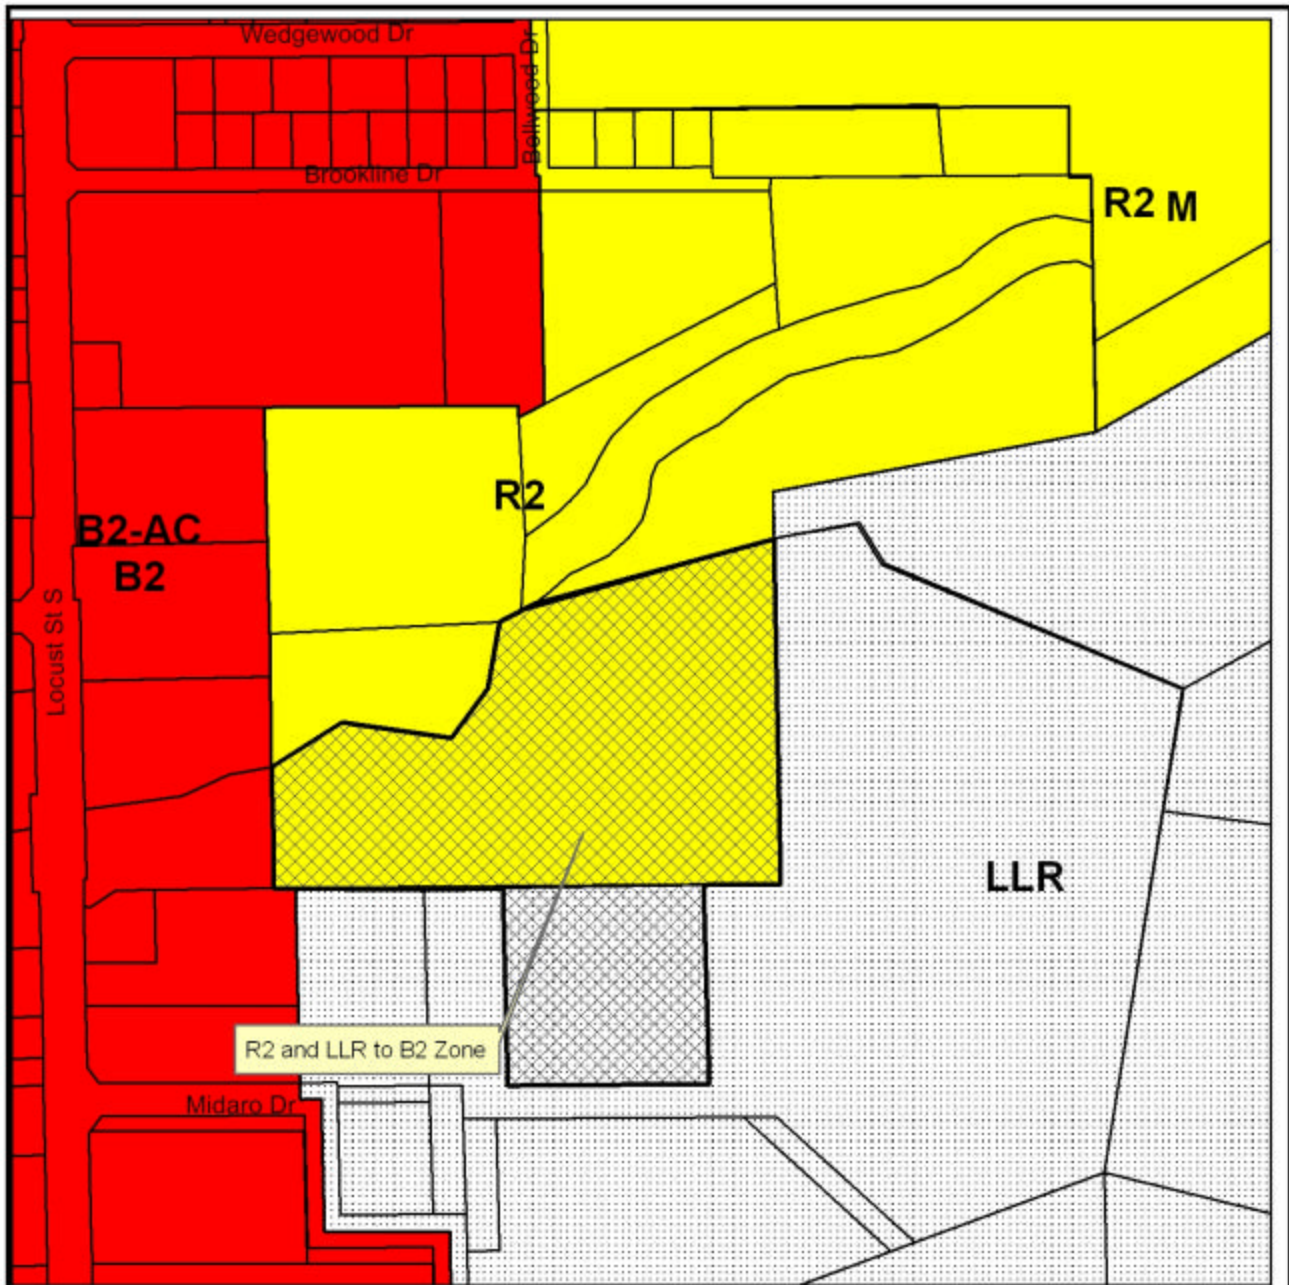 Wedgewood Dr
Bellwood Dr
Brookline Dr
R2 M
R2
B2-AC
B2
Locust St S
LLR
R2 and LLR to B2 Zone
Midaro Dr